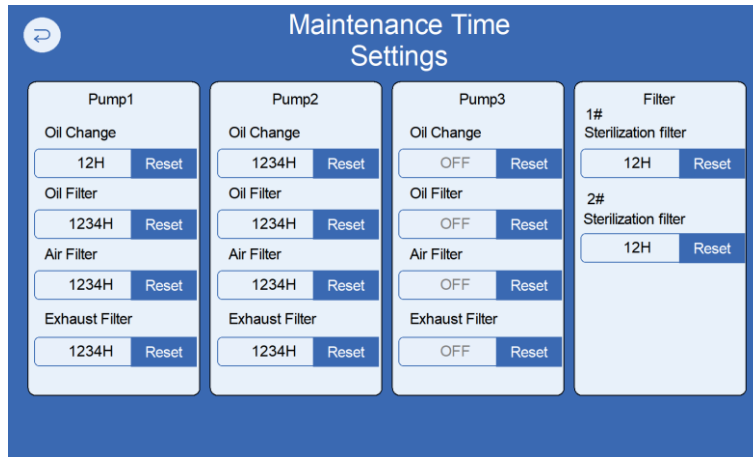 Maintenance Time
Settings
Pump1
Oil Change
12H Reset
Oil Filter
1234H Reset
Air Filter
1234H Reset
Exhaust Filter
1234H Reset
Pump2
Oil Change
1234H Reset
Oil Filter
1234H Reset
Air Filter
1234H Reset
Exhaust Filter
1234H Reset
Pump3
Oil Change
OFF Reset
Oil Filter
OFF Reset
Air Filter
OFF Reset
Exhaust Filter
OFF Reset
Filter
1#
Sterilization filter
12H Reset
2#
Sterilization filter
12H Reset